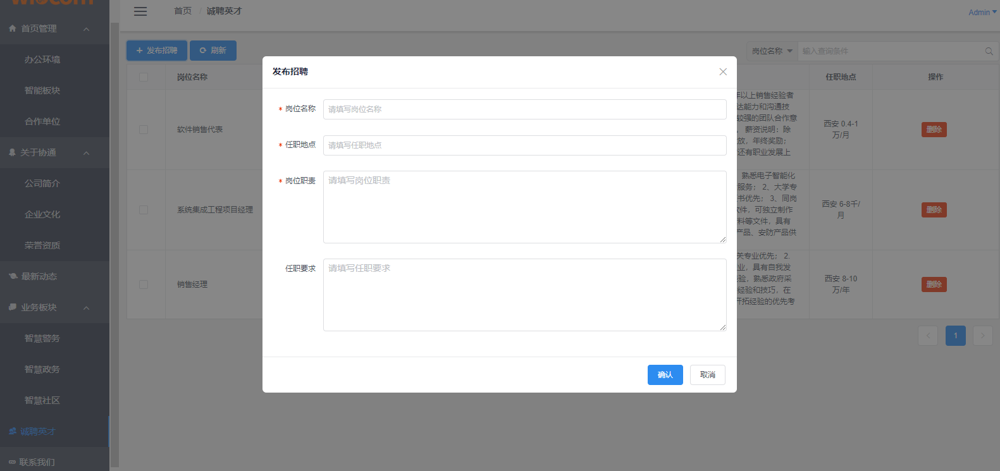 首页 / 诚聘英才
Admin
首页管理
办公环境
智能板块
合作单位
关于协通
公司简介
企业文化
荣誉资质
最新动态
业务板块
智慧警务
智慧政务
智慧社区
诚聘英才
联系我们
发布招聘
刷新
岗位名称
输入查询条件
岗位名称
任职地点
操作
软件销售代表
年以上销售经验者
达能力和沟通技
较强的团队合作意
、薪资说明：除
放，年终奖励；
还有职业发展上
西安 0.4-1
万/月
删除
系统集成工程项目经理
熟悉电子智能化
服务； 2、大学专
书优先； 3、同岗
软件，可独立制作
料等文件，具有
产品、安防产品供
西安 6-8千/
月
删除
销售经理
关专业优先； 2.
业，具有自我发
验，熟悉政府采
经验和技巧，在
开拓经验的优先考
西安 8-10
万/年
删除
1
发布招聘
* 岗位名称
请填写岗位名称
* 任职地点
请填写任职地点
* 岗位职责
请填写岗位职责
任职要求
请填写任职要求
确认
取消